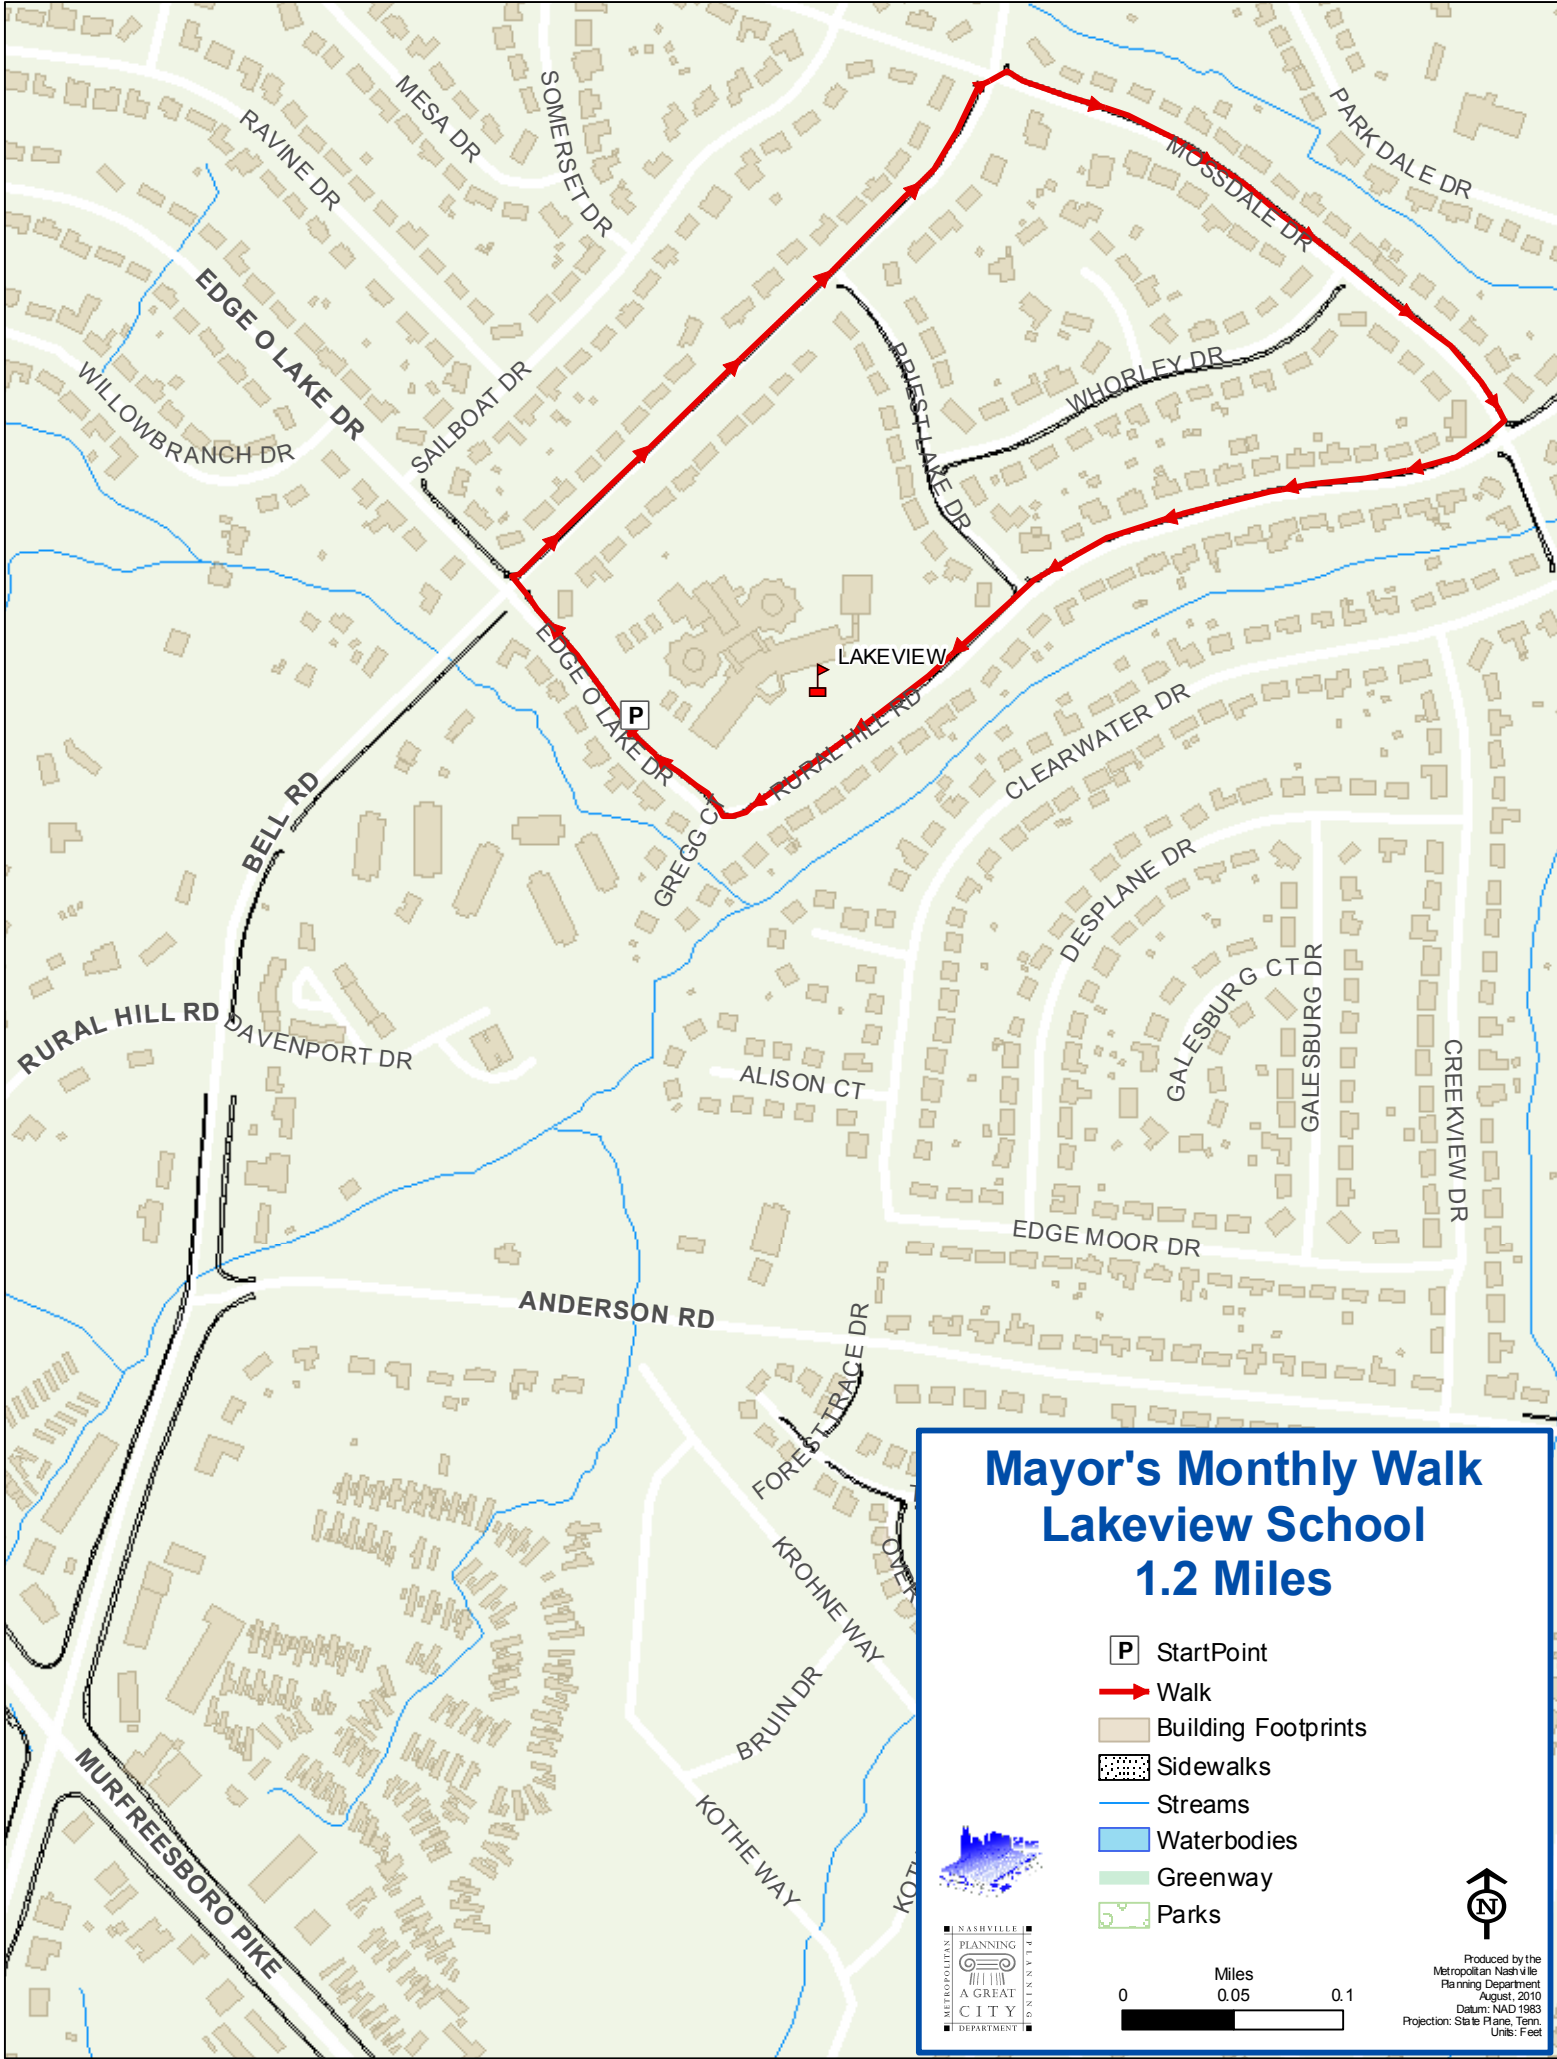 MESA DR
SOMERSET DR
PARKDALE DR
RAVINE DR
MOSSDALE DR
EDGE O LAKE DR
WILLOWBRANCH DR
SAILBOAT DR
PRIEST LAKE DR
WHORLEY DR
EDGE O LAKE DR
P
LAKEVIEW
RURAL HILL RD
CLEARWATER DR
BELL RD
GREGG CT
DESPLANE DR
GALESBURG CT
GALESBURG DR
RURAL HILL RD
DAVENPORT DR
ALISON CT
CREEKVIEW DR
EDGE MOOR DR
ANDERSON RD
FOREST TRACE DR
KROHNE WAY
OVER
BRUIN DR
KOTHE WAY
KOTH
MURFREESBORO PIKE
Mayor's Monthly Walk
Lakeview School
1.2 Miles
P StartPoint
Walk
Building Footprints
Sidewalks
Streams
Waterbodies
Greenway
Parks
N
Miles
0 0.05 0.1
NASHVILLE
PLANNING
METROPOLITAN
PLANNING
A GREAT
CITY
DEPARTMENT
Produced by the
Metropolitan Nashville
Planning Department
August, 2010
Datum: NAD 1983
Projection: State Plane, Tenn.
Units: Feet